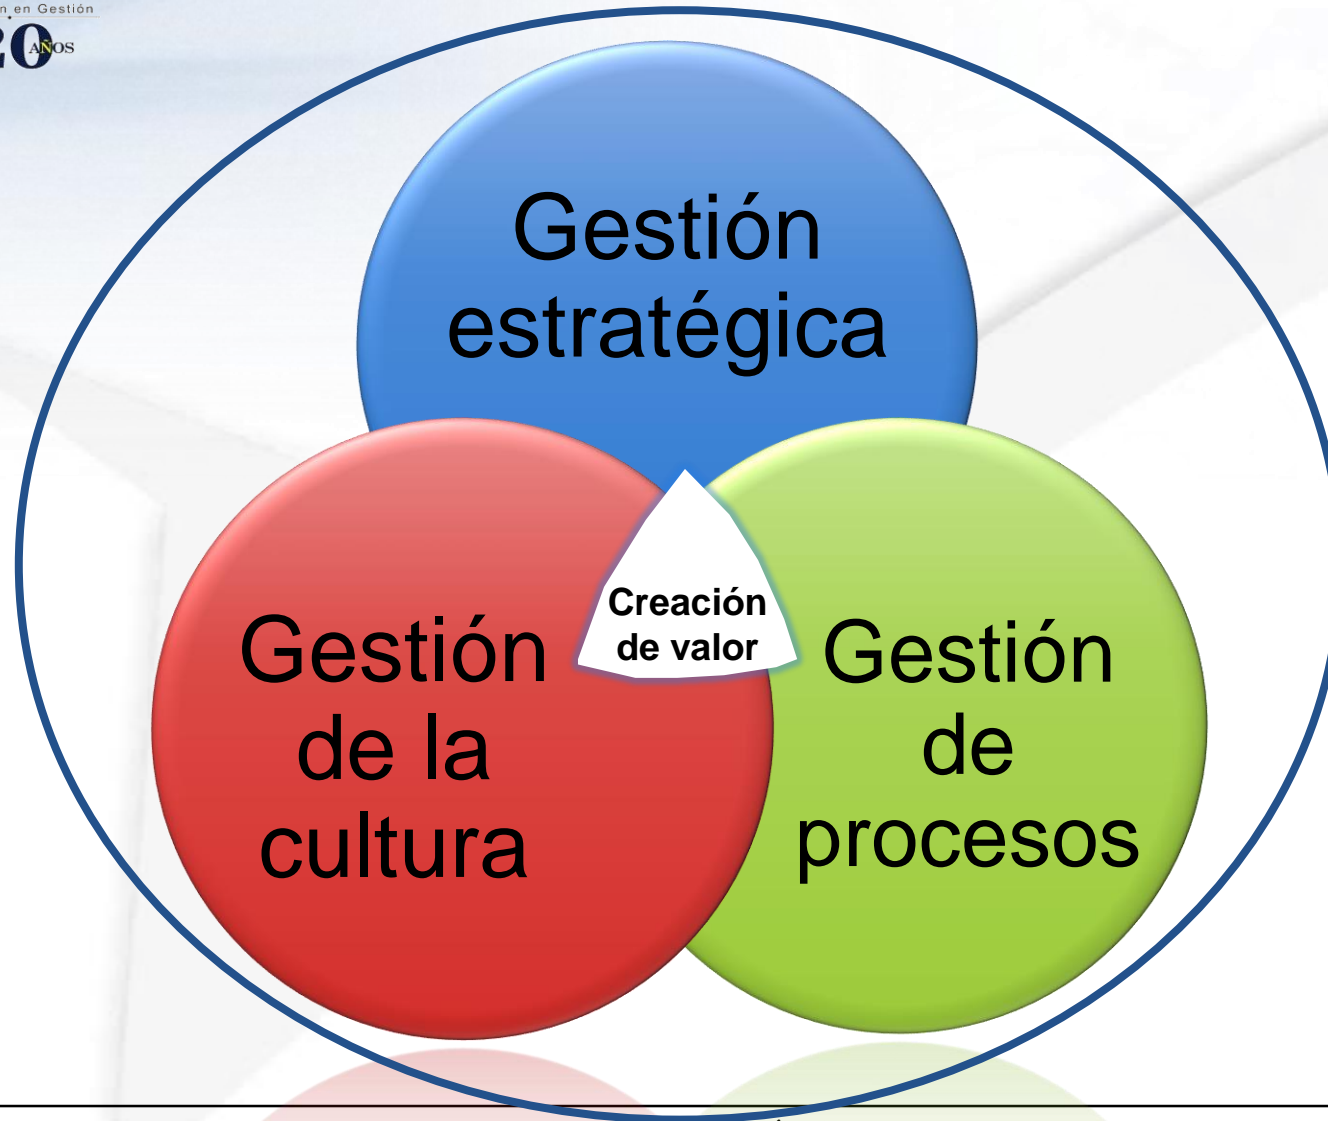 n en Gestión
20 AÑOS
Gestión
estratégica
Creación
de valor
Gestión
de la
cultura
Gestión
de
procesos